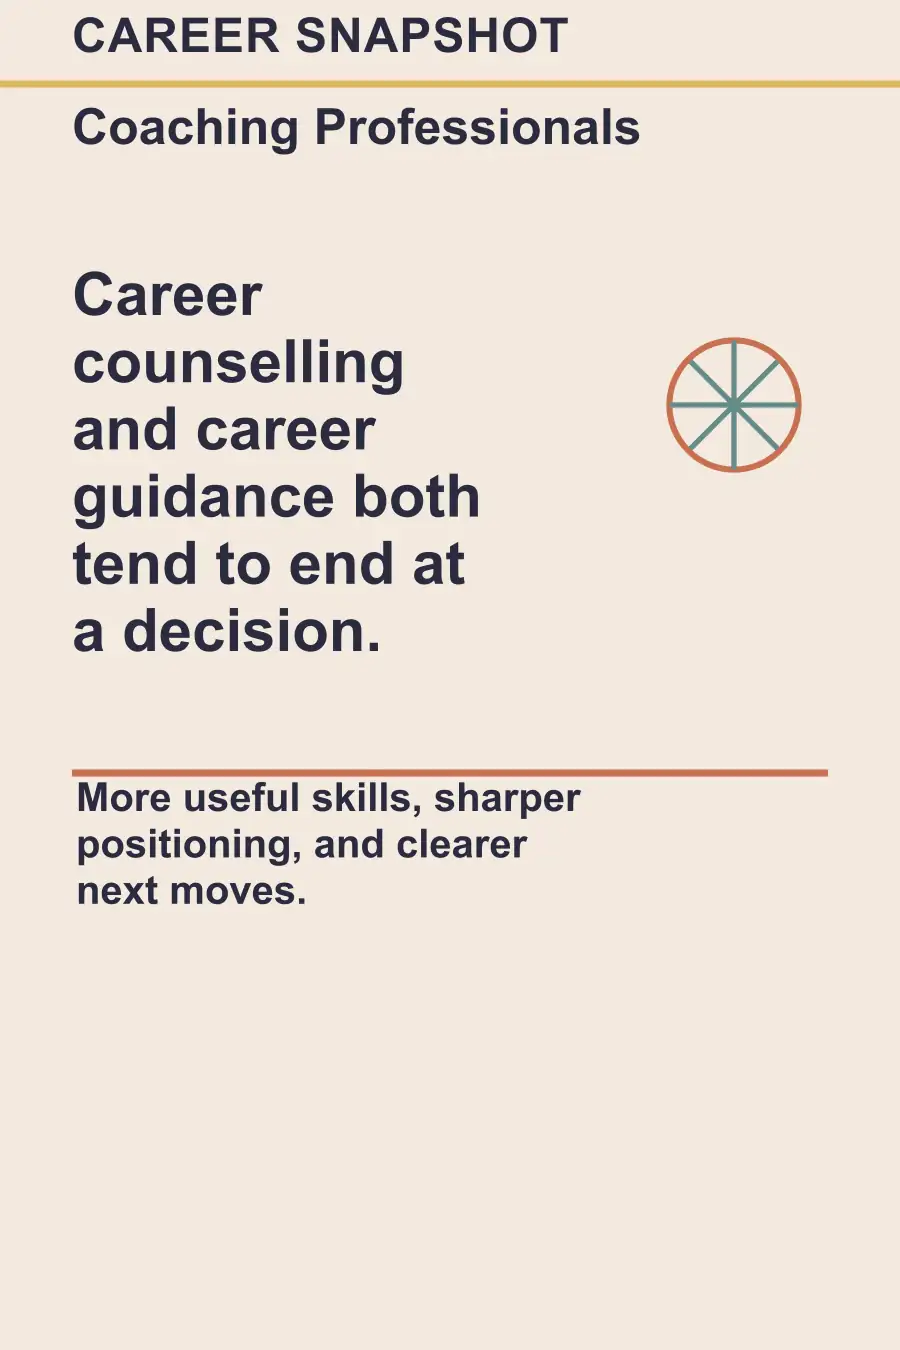 CAREER SNAPSHOT
Coaching Professionals
Career
counselling
and career
guidance both
tend to end at
a decision.
More useful skills, sharper
positioning, and clearer
next moves.